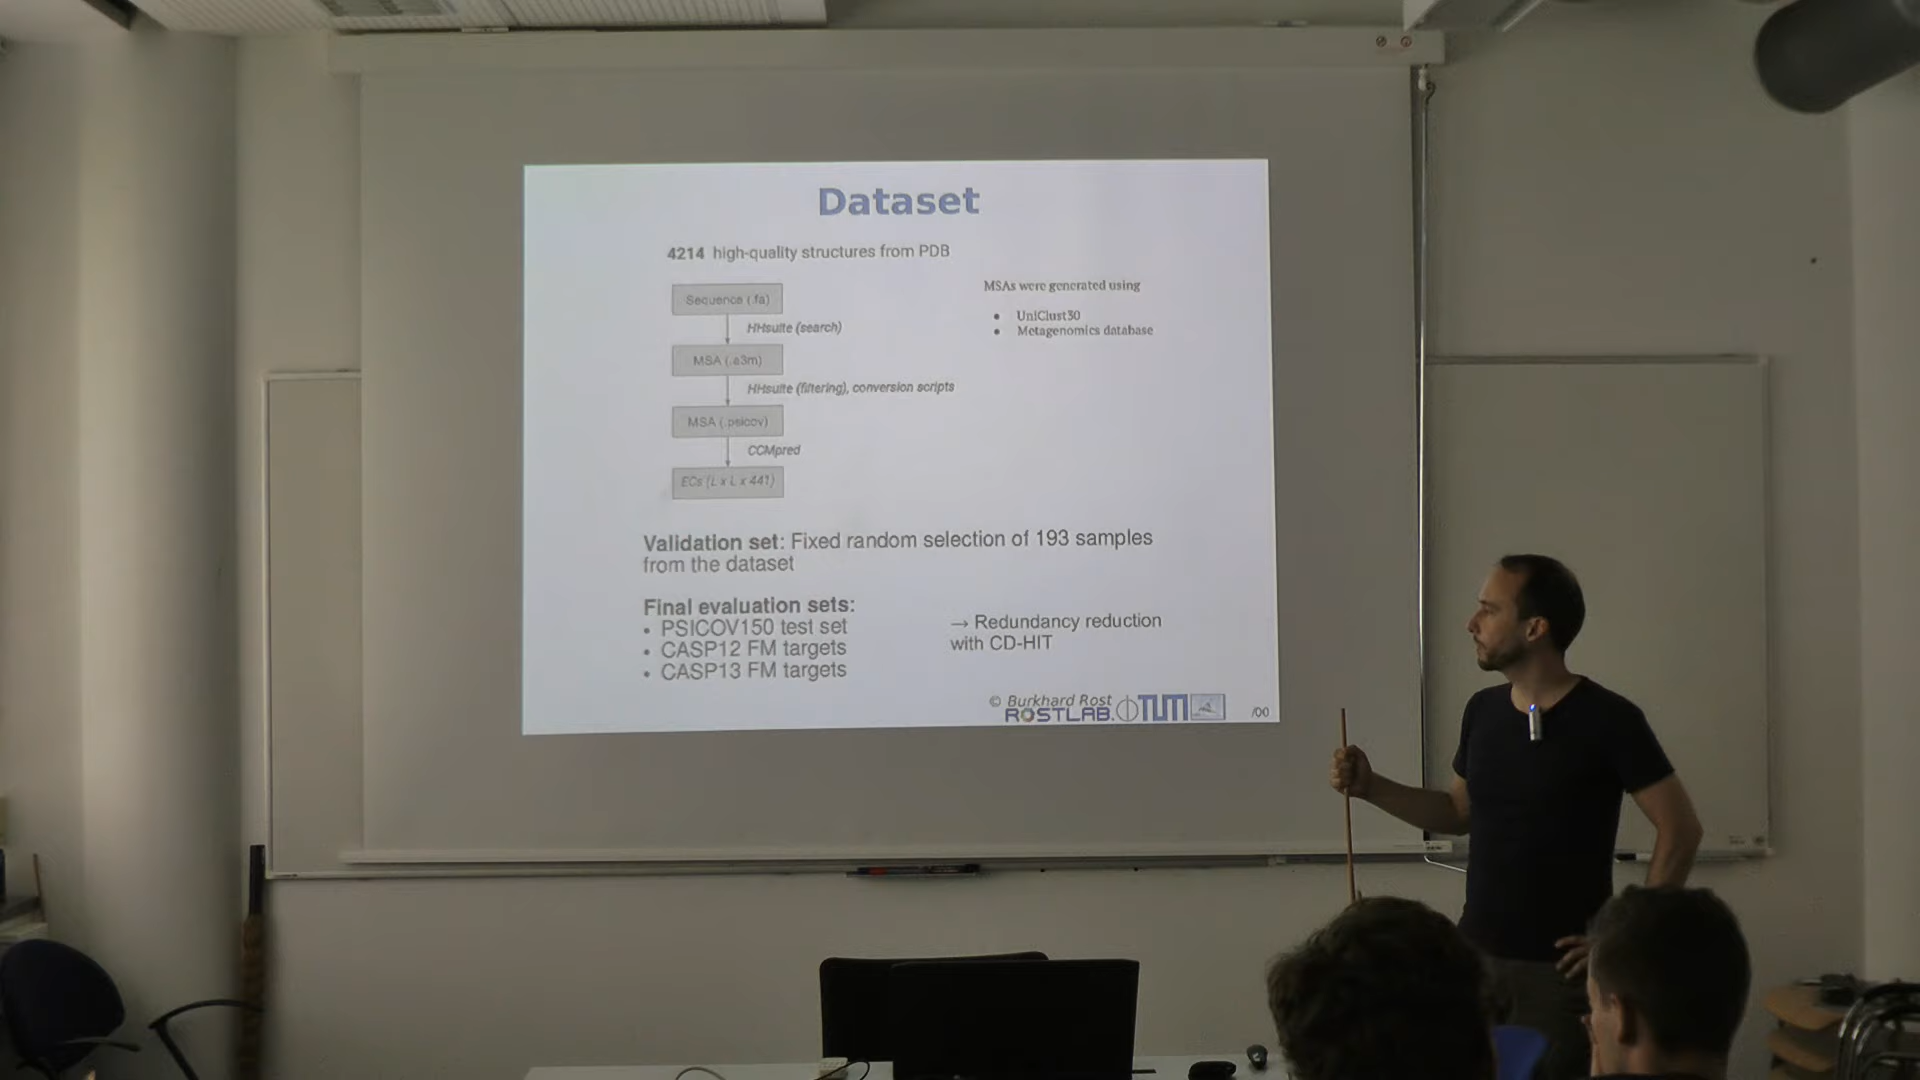 Dataset
4214 high-quality structures from PDB
Sequence (.fa)
HHsuite (search)
MSA (.a3m)
HHsuite (filtering), conversion scripts
MSA (.psicov)
CCMpred
ECs (L x L x 441)
MSAs were generated using
• UniClust30
• Metagenomics database
Validation set: Fixed random selection of 193 samples
from the dataset
Final evaluation sets:
• PSICOV150 test set
• CASP12 FM targets
• CASP13 FM targets
→ Redundancy reduction
with CD-HIT
© Burkhard Rost
ROSTLAB.
TUM
/00